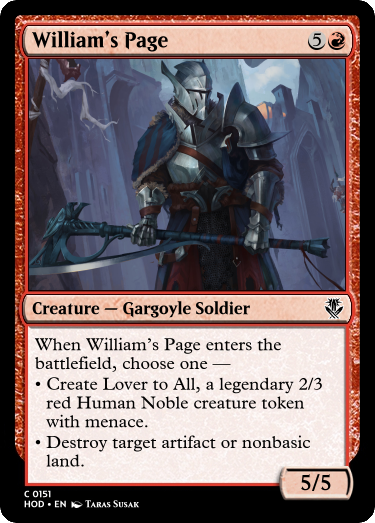 William's Page 5
Creature — Gargoyle Soldier
When William's Page enters the
battlefield, choose one —
• Create Lover to All, a legendary 2/3
red Human Noble creature token
with menace.
• Destroy target artifact or nonbasic
land.
5/5
C 0151
HOD • EN Taras Susak